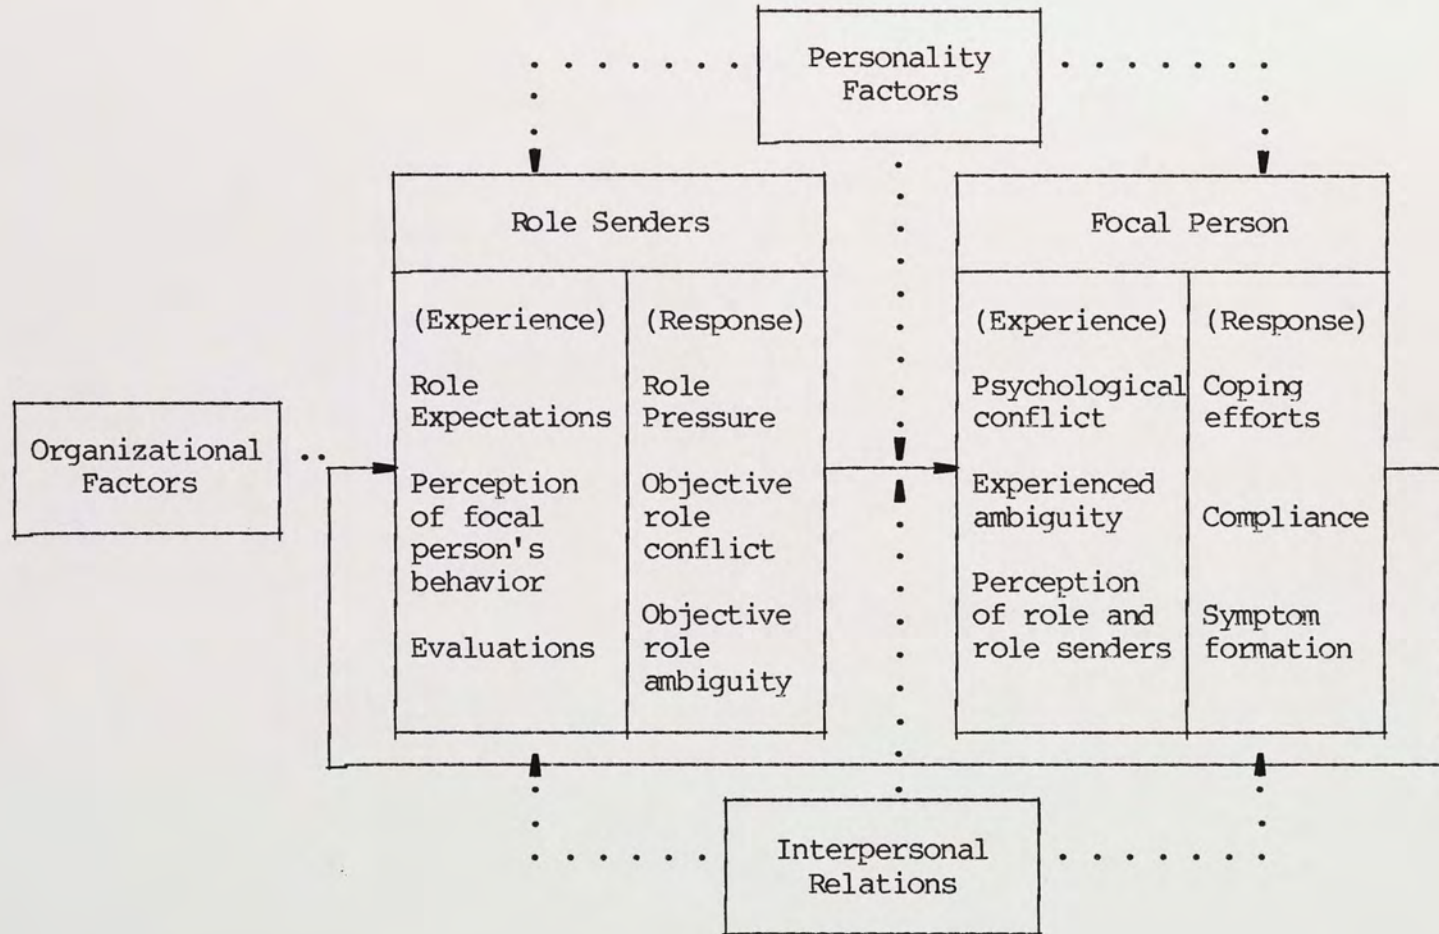 Personality
Factors
Role Senders
(Experience)
Role
Expectations
Perception
of focal
person's
behavior
Evaluations
(Response)
Role
Pressure
Objective
role
conflict
Objective
role
ambiguity
Focal Person
(Experience)
Psychological
conflict
Experienced
ambiguity
Perception
of role and
role senders
(Response)
Coping
efforts
Compliance
Symptom
formation
Organizational
Factors
Interpersonal
Relations